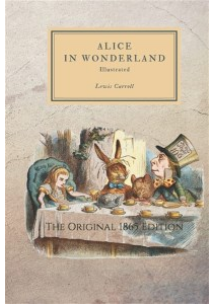 ALICE
IN WONDERLAND
Illustrated
Lewis Carroll
The Original 1865 Edition